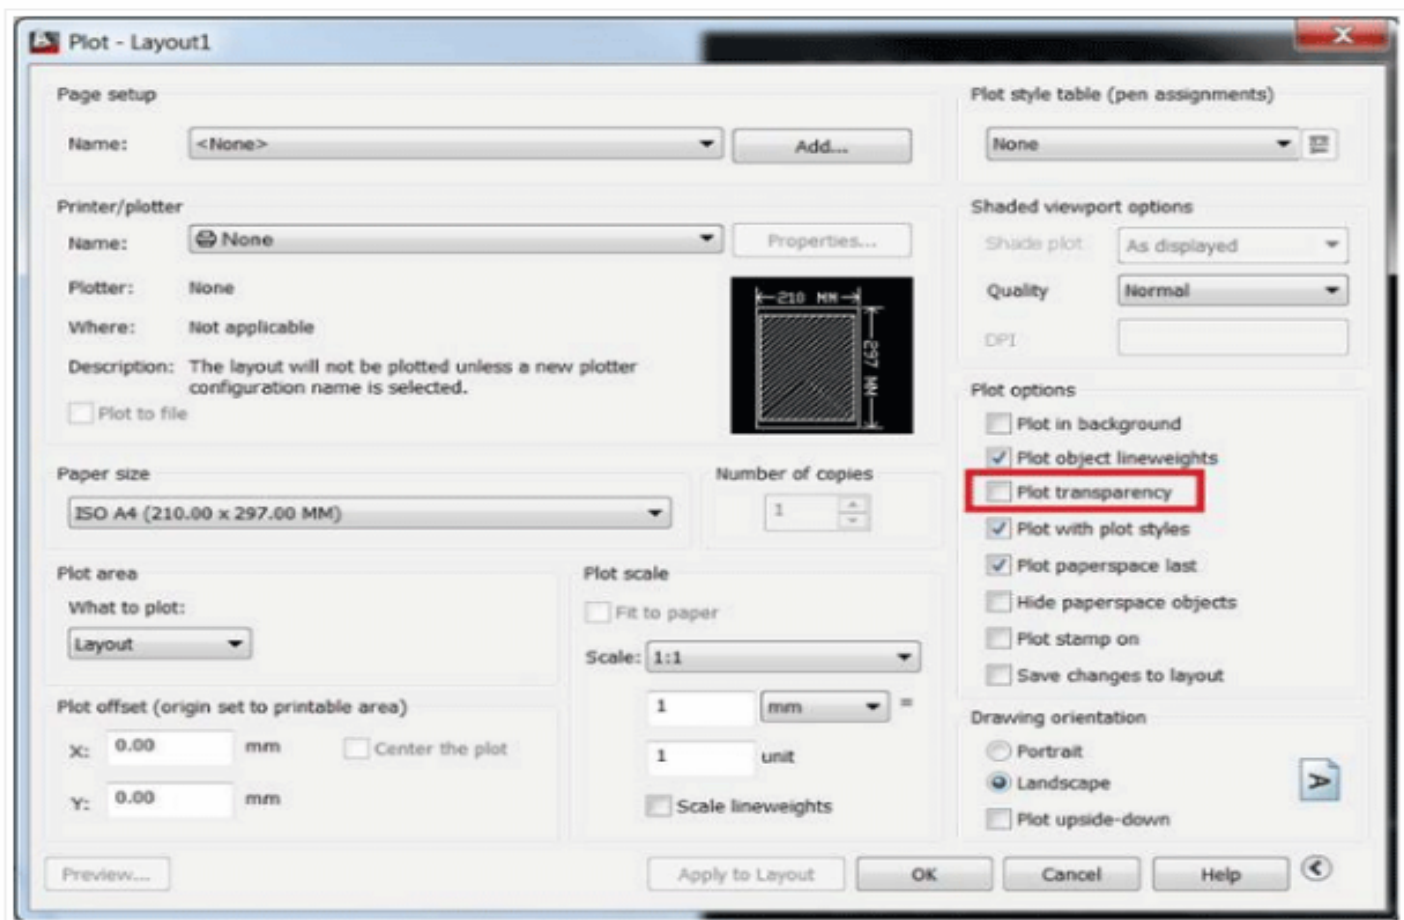 Plot - Layout1
Page setup
Name: <None> Add...
Plot style table (pen assignments)
None
Printer/plotter
Name: None Properties...
Plotter: None
Where: Not applicable
Description: The layout will not be plotted unless a new plotter
configuration name is selected.
Plot to file
210 MM
297 MM
Shaded viewport options
Shade plot As displayed
Quality Normal
DPI
Paper size
ISO A4 (210.00 x 297.00 MM)
Number of copies
1
Plot options
Plot in background
Plot object lineweights
Plot transparency
Plot with plot styles
Plot paperspace last
Hide paperspace objects
Plot stamp on
Save changes to layout
Plot area
What to plot:
Layout
Plot scale
Fit to paper
Scale: 1:1
1 mm =
1 unit
Scale lineweights
Plot offset (origin set to printable area)
X: 0.00 mm Center the plot
Y: 0.00 mm
Drawing orientation
Portrait
Landscape
Plot upside-down
A
Preview... Apply to Layout OK Cancel Help